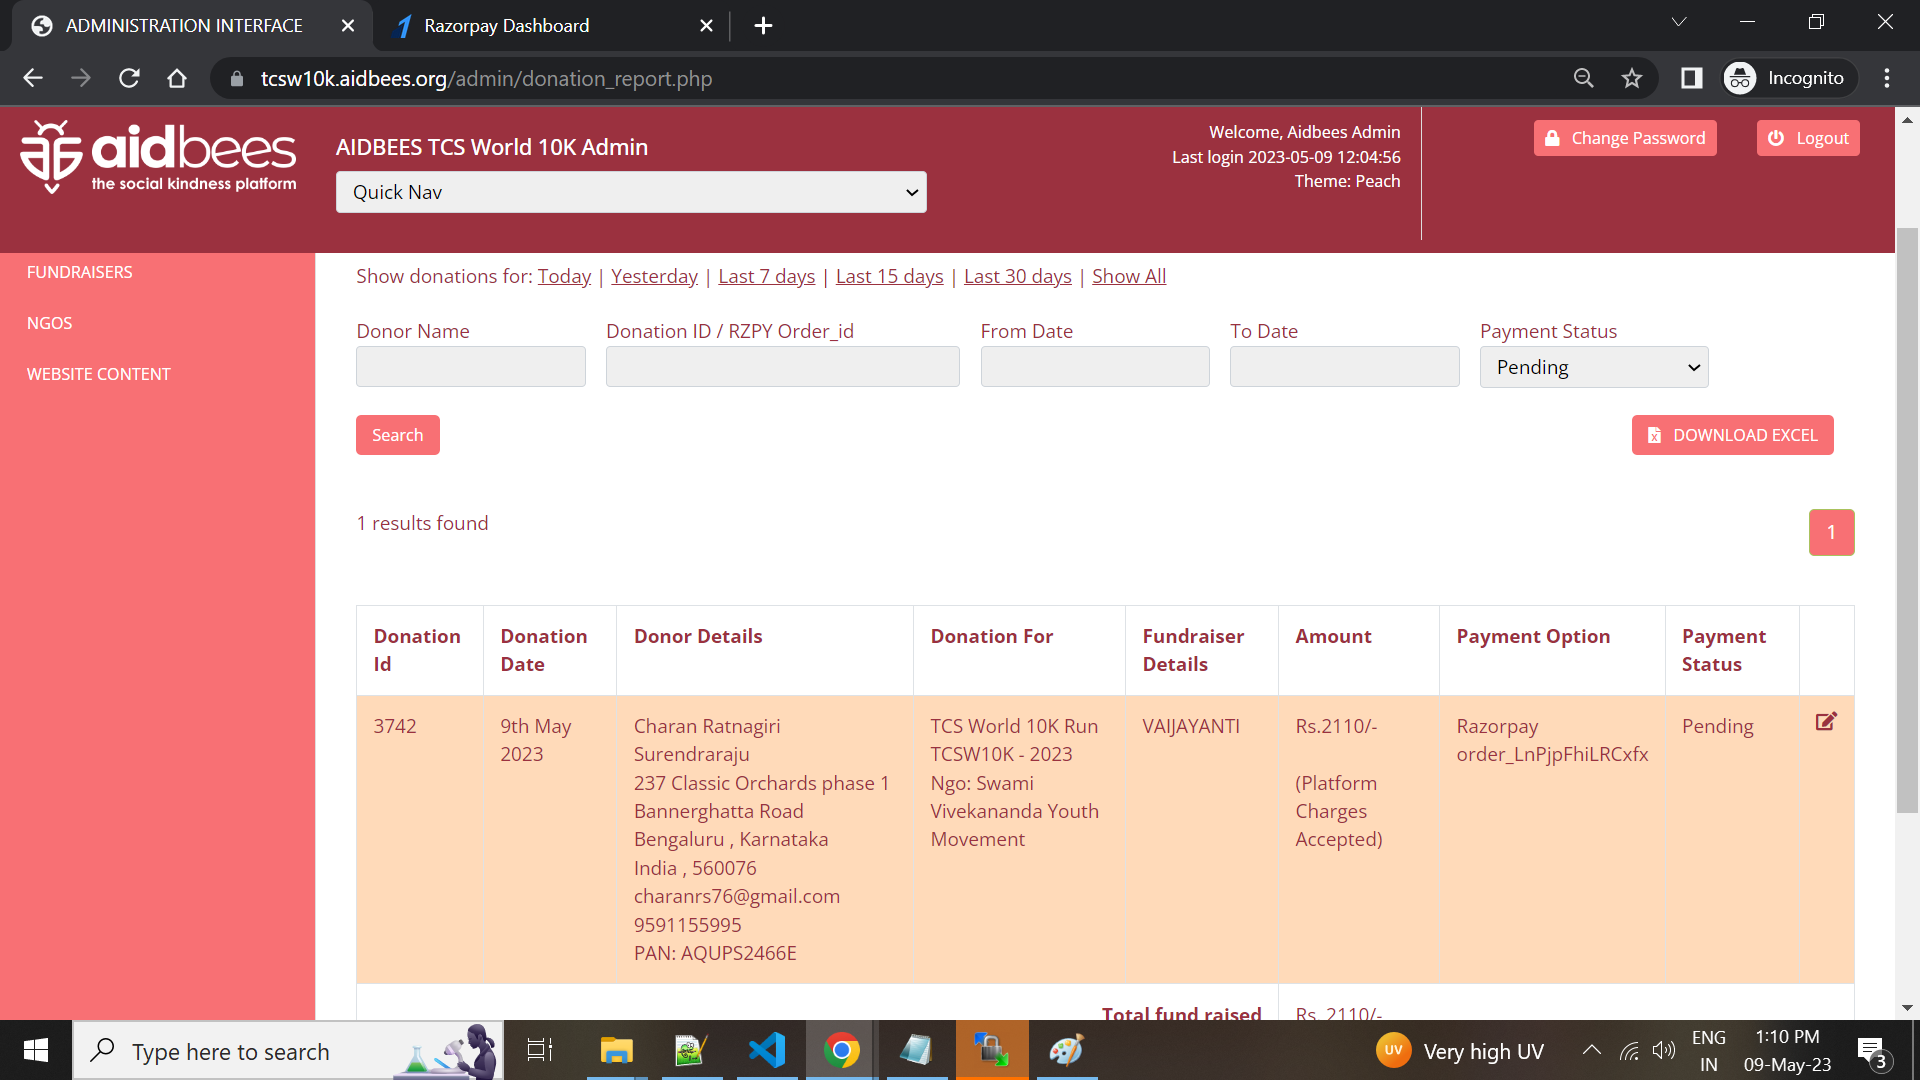 ADMINISTRATION INTERFACE
Razorpay Dashboard
tcsw10k.aidbees.org/admin/donation_report.php
Incognito
aidbees
the social kindness platform
AIDBEES TCS World 10K Admin
Quick Nav
Welcome, Aidbees Admin
Last login 2023-05-09 12:04:56
Theme: Peach
Change Password
Logout
FUNDRAISERS
NGOS
WEBSITE CONTENT
Show donations for: Today | Yesterday | Last 7 days | Last 15 days | Last 30 days | Show All
Donor Name
Donation ID / RZPY Order_id
From Date
To Date
Payment Status
Pending
Search
DOWNLOAD EXCEL
1 results found
1
Donation
Id
Donation
Date
Donor Details
Donation For
Fundraiser
Details
Amount
Payment Option
Payment
Status
3742
9th May
2023
Charan Ratnagiri
Surendraraju
237 Classic Orchards phase 1
Bannerghatta Road
Bengaluru , Karnataka
India , 560076
charanrs76@gmail.com
9591155995
PAN: AQUPS2466E
TCS World 10K Run
TCSW10K - 2023
Ngo: Swami
Vivekananda Youth
Movement
VAIJAYANTI
Rs.2110/-
(Platform
Charges
Accepted)
Razorpay
order_LnPjpFhiLRCxfx
Pending
Total fund raised
Rs. 2110/-
Type here to search
UV
Very high UV
ENG
IN
1:10 PM
09-May-23
3